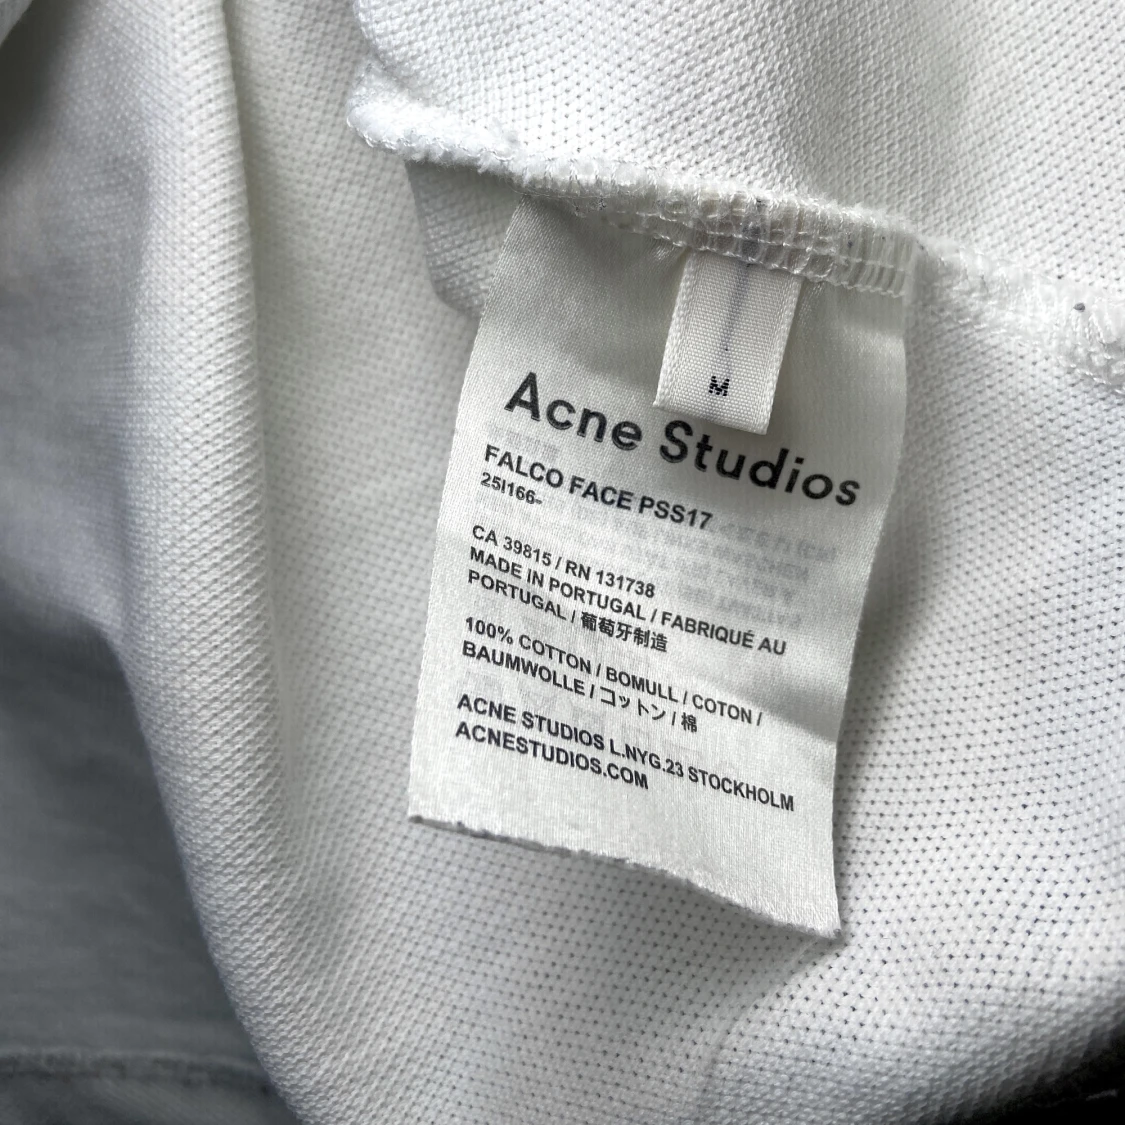 M
Acne Studios
FALCO FACE PSS17
25I166-
CA 39815 / RN 131738
MADE IN PORTUGAL / FABRIQUÉ AU
PORTUGAL / 葡萄牙制造
100% COTTON / BOMULL / COTON /
BAUMWOLLE / コットン / 棉
ACNE STUDIOS L.NYG.23 STOCKHOLM
ACNESTUDIOS.COM